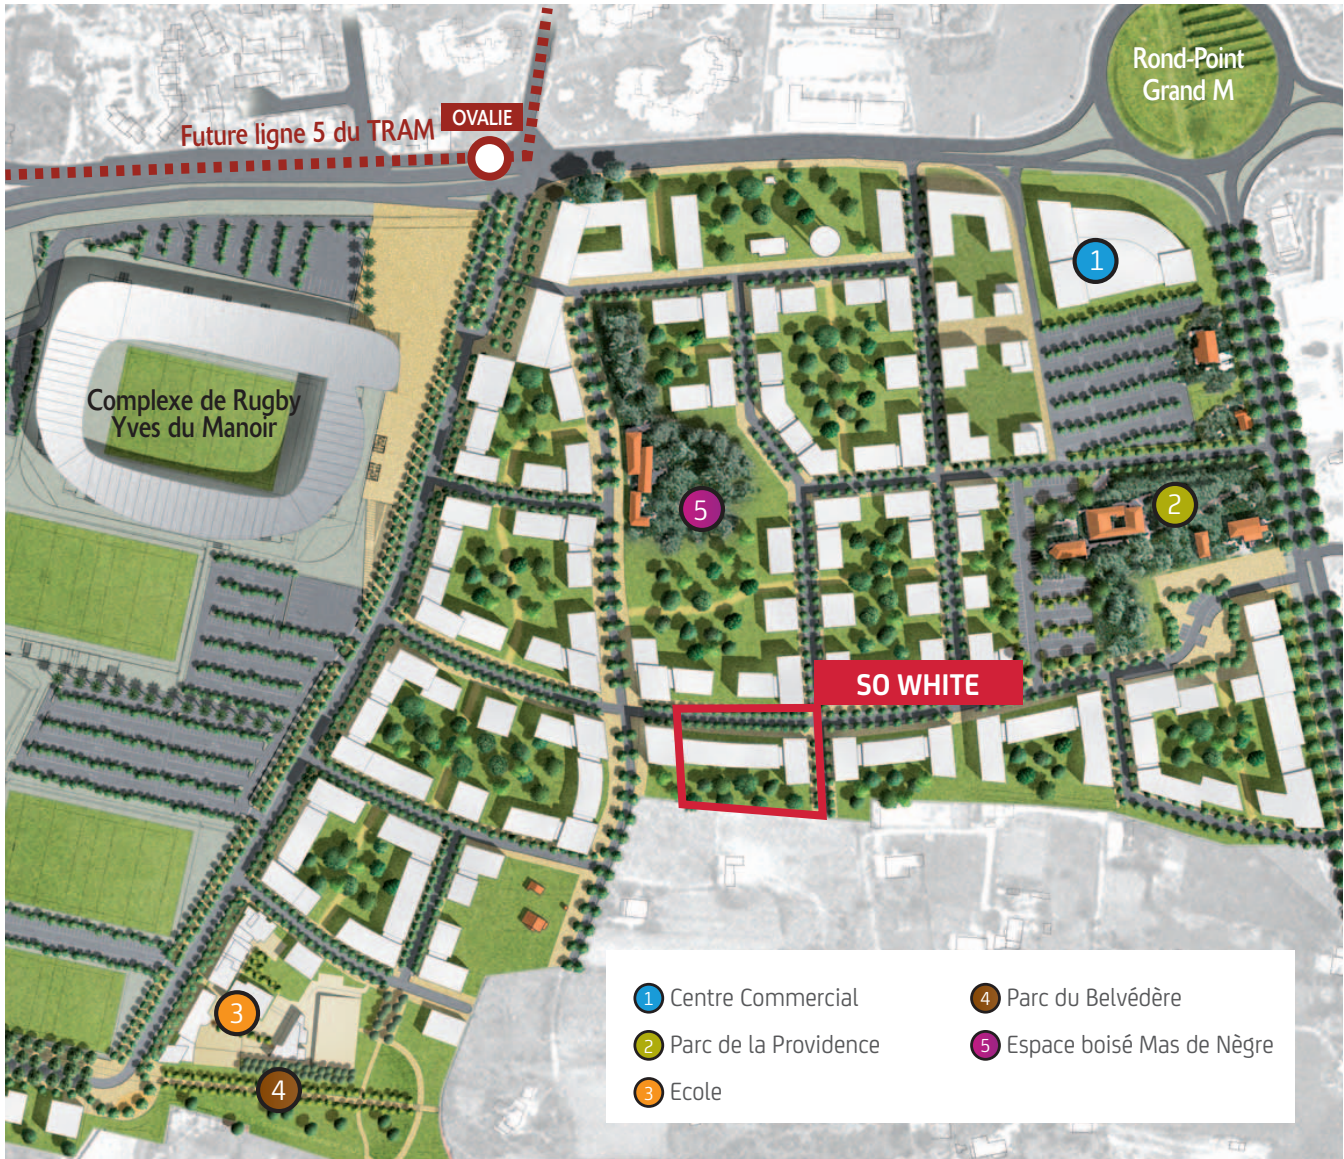 Rond-Point
Grand M
OVALIE
Future ligne 5 du TRAM
1
Complexe de Rugby
Yves du Manoir
5
2
SO WHITE
3
4
1 Centre Commercial
2 Parc de la Providence
3 Ecole
4 Parc du Belvédère
5 Espace boisé Mas de Nègre